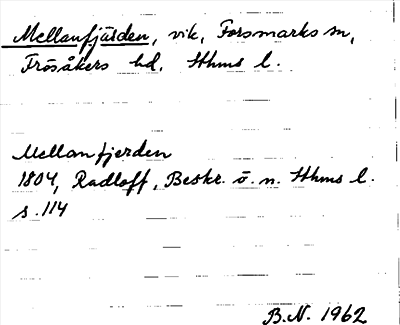 Mellanfjärden, vik, Forsmarks sn,
Frösåkers hd, Sthms l.
Mellanfjerden
1804, Radloff, Beskr. ö. n. Sthms l.
s. 114
B.N. 1962